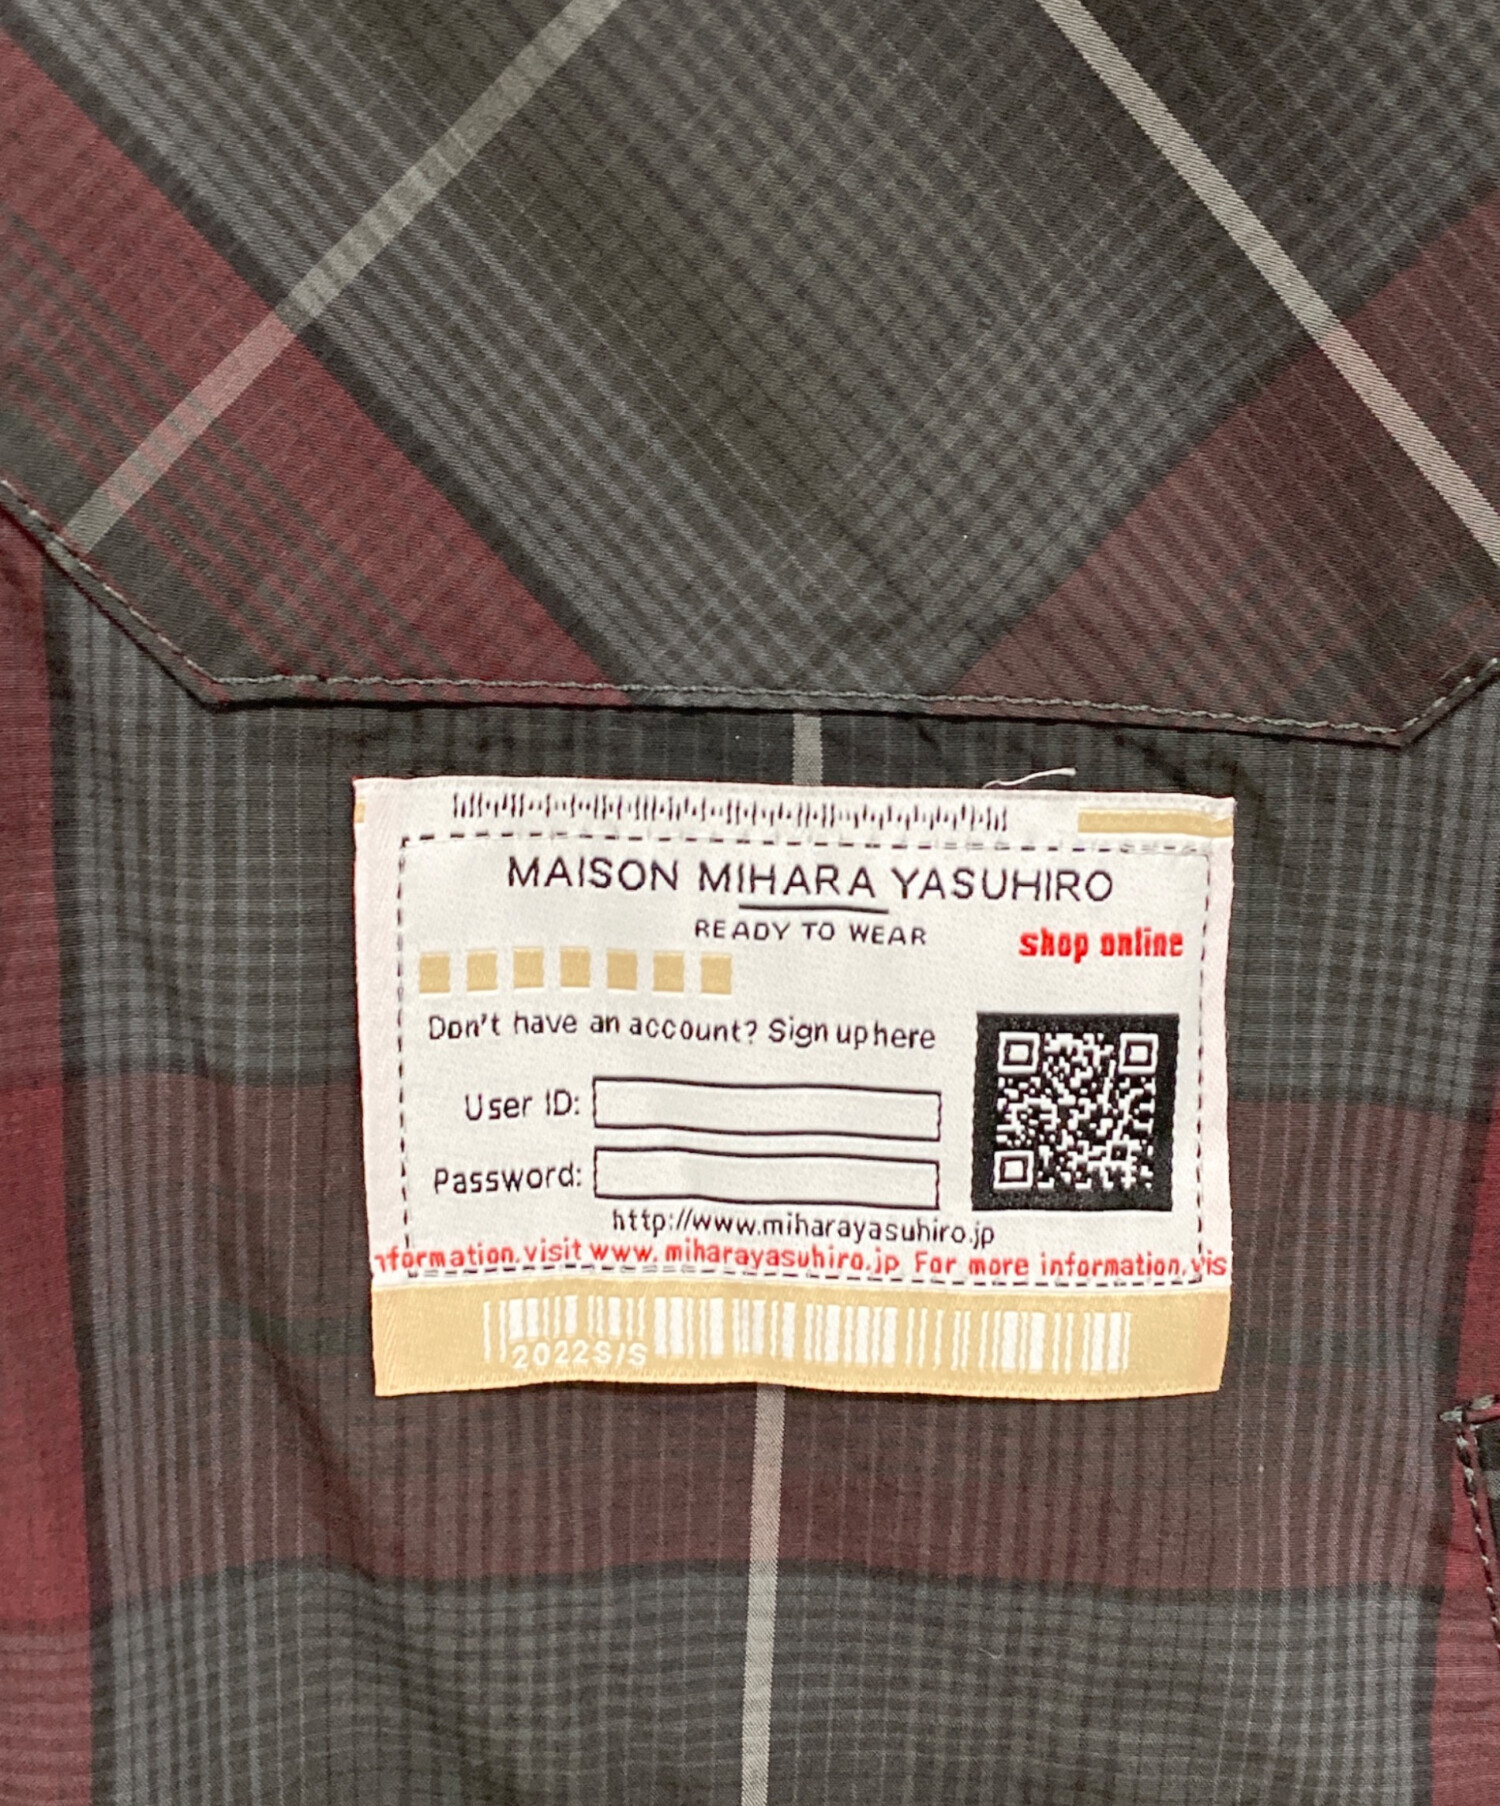 MAISON MIHARA YASUHIRO
READY TO WEAR
shop online
Don't have an account? Sign up here
User ID:
Password:
http://www.miharayasuhiro.jp
nformation.visit www.miharayasuhiro.jp For more information.vis
2022S/S